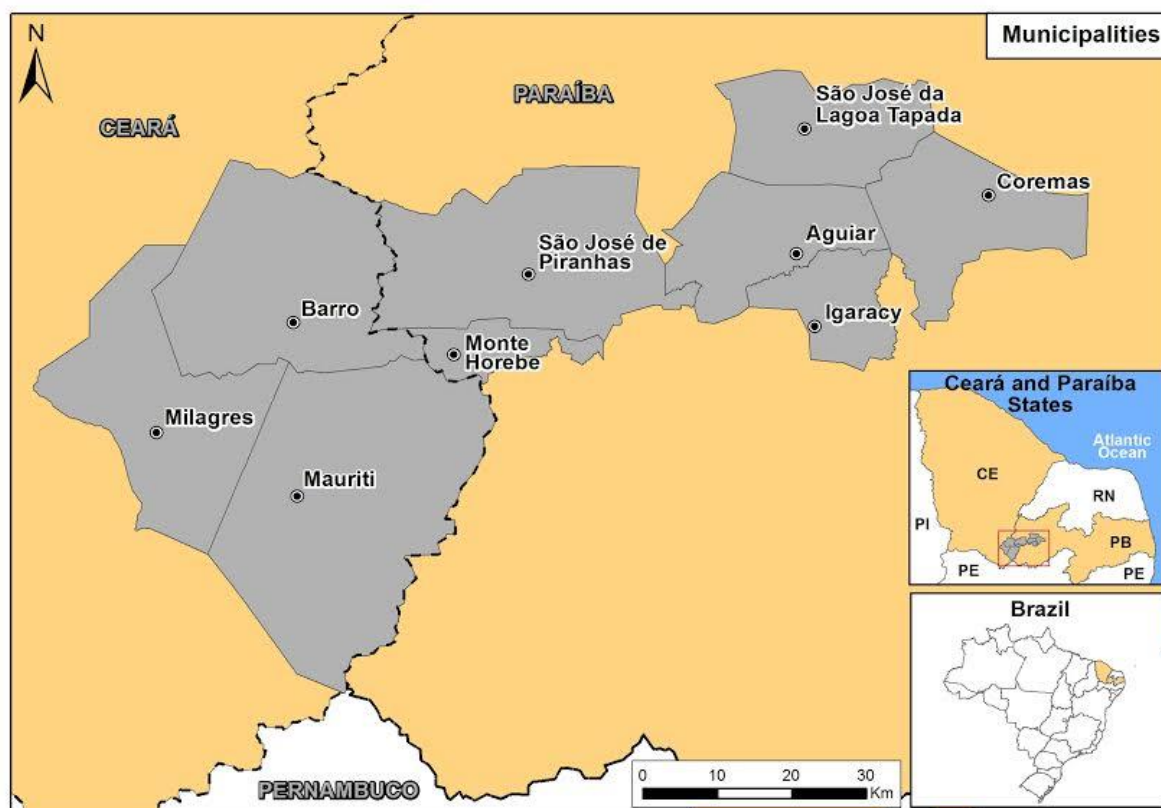 Municipalities
N
CEARÁ
PARAÍBA
São José da
Lagoa Tapada
Coremas
Aguiar
São José de
Piranhas
Igaracy
Barro
Monte
Horebe
Milagres
Mauriti
PERNAMBUCO
0 10 20 30
Km
Ceará and Paraíba
States
Atlantic
Ocean
CE
RN
PI
PB
PE
PE
Brazil